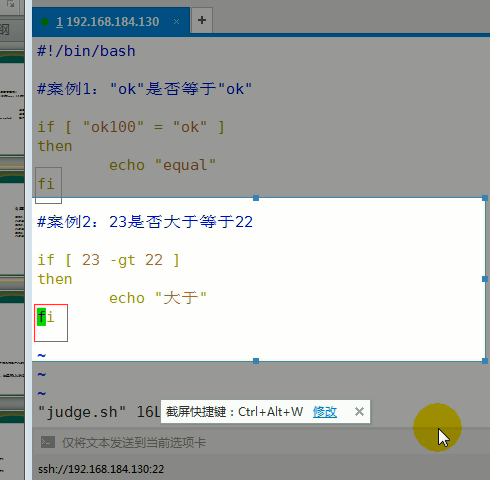 钢
1 192.168.184.130 × +
#!/bin/bash
#案例1："ok"是否等于"ok"
if [ "ok100" = "ok" ]
then
echo "equal"
fi
#案例2：23是否大于等于22
if [ 23 -gt 22 ]
then
echo "大于"
fi
~
~
~
"judge.sh" 16L
截屏快捷键：Ctrl+Alt+W 修改 ×
仅将文本发送到当前选项卡
ssh://192.168.184.130:22